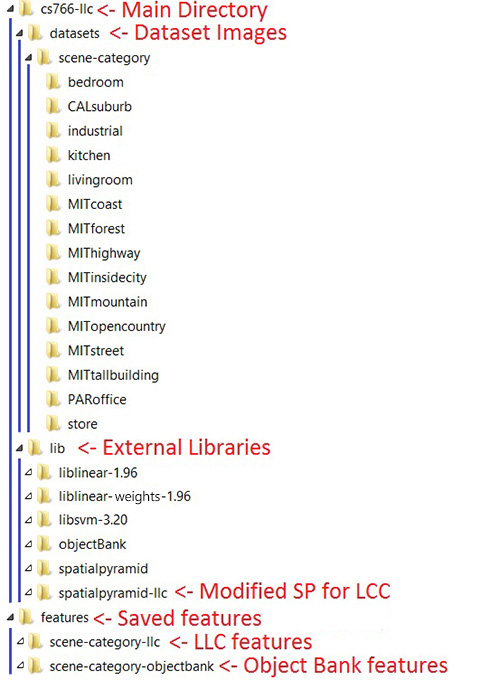 cs766-llc <- Main Directory
datasets <- Dataset Images
scene-category
bedroom
CALsuburb
industrial
kitchen
livingroom
MITcoast
MITforest
MIThighway
MITinsidecity
MITmountain
MITopencountry
MITstreet
MITtallbuilding
PARoffice
store
lib <- External Libraries
liblinear-1.96
liblinear-weights-1.96
libsvm-3.20
objectBank
spatialpyramid
spatialpyramid-llc <- Modified SP for LCC
features <- Saved features
scene-category-llc <- LLC features
scene-category-objectbank <- Object Bank features